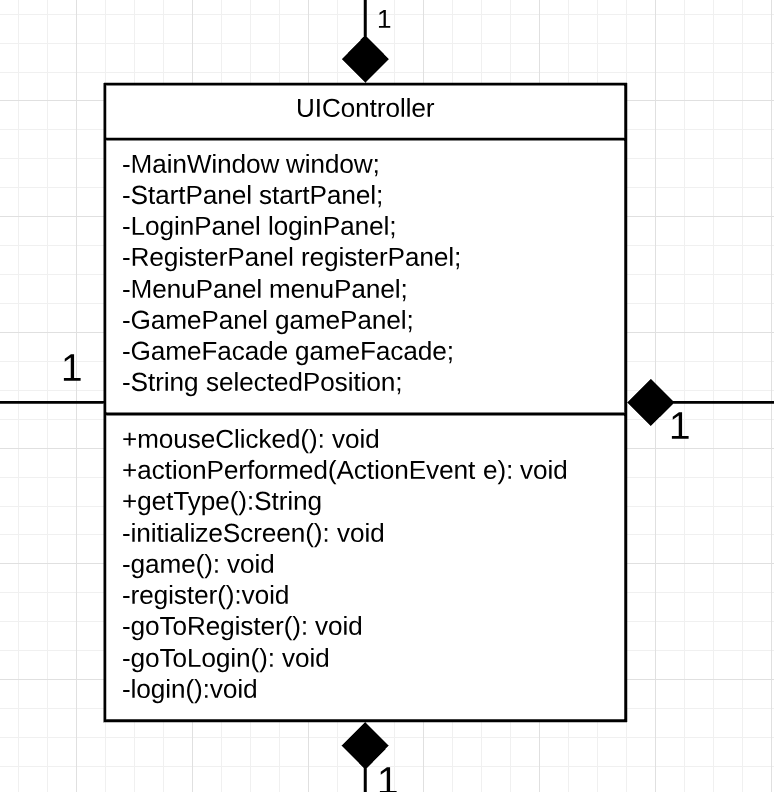 1
UIController
-MainWindow window;
-StartPanel startPanel;
-LoginPanel loginPanel;
-RegisterPanel registerPanel;
-MenuPanel menuPanel;
-GamePanel gamePanel;
-GameFacade gameFacade;
-String selectedPosition;
1
1
+mouseClicked(): void
+actionPerformed(ActionEvent e): void
+getType():String
-initializeScreen(): void
-game(): void
-register():void
-goToRegister(): void
-goToLogin(): void
-login():void
1